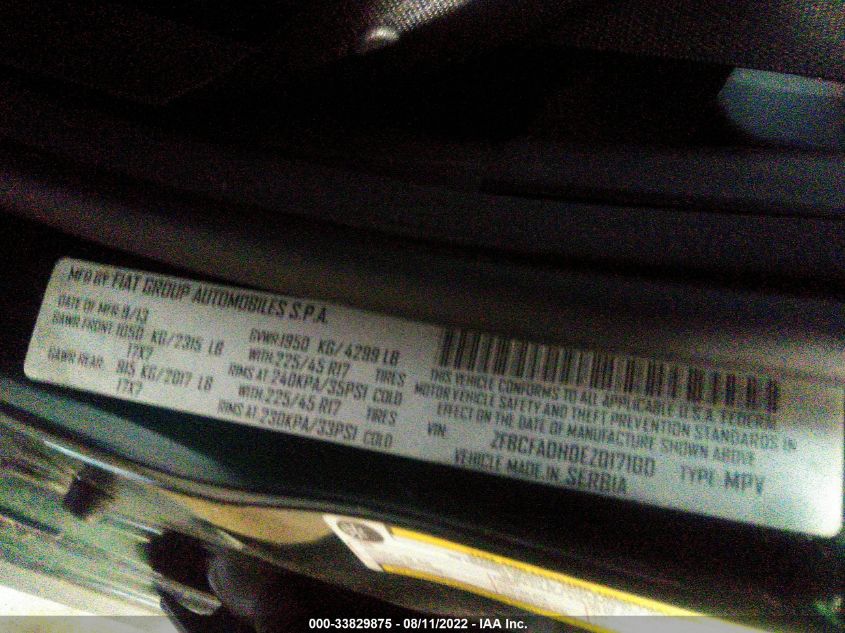 MFG BY: FIAT GROUP AUTOMOBILES S.P.A.
DATE OF MFG: 9/13 GVWR:1950 KG/4299 LB
GAWR FRONT:1050 KG/2315 LB WITH:225/45 R17 TIRES
17X7 RIMS AT 240KPA/35PSI COLD
GAWR REAR: 915 KG/2017 LB WITH:225/45 R17 TIRES
17X7 RIMS AT 230KPA/33PSI COLD
THIS VEHICLE CONFORMS TO ALL APPLICABLE U.S.A. FEDERAL
MOTOR VEHICLE SAFETY AND THEFT PREVENTION STANDARDS IN
EFFECT ON THE DATE OF MANUFACTURE SHOWN ABOVE
VIN: ZFBCFADH0EZ017180 TYPE MPV
VEHICLE MADE IN SERBIA
000-33829875 - 08/11/2022 - IAA Inc.